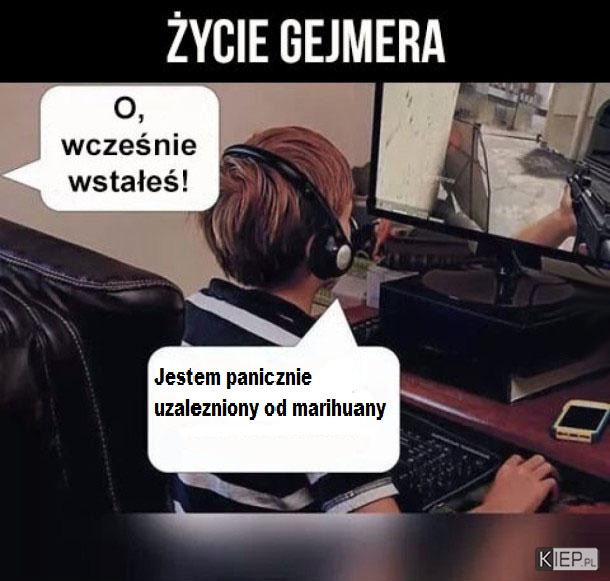 ŻYCIE GEJMERA
O,
wcześnie
wstałeś!
Jestem panicznie
uzalezniony od marihuany
KIEP.PL